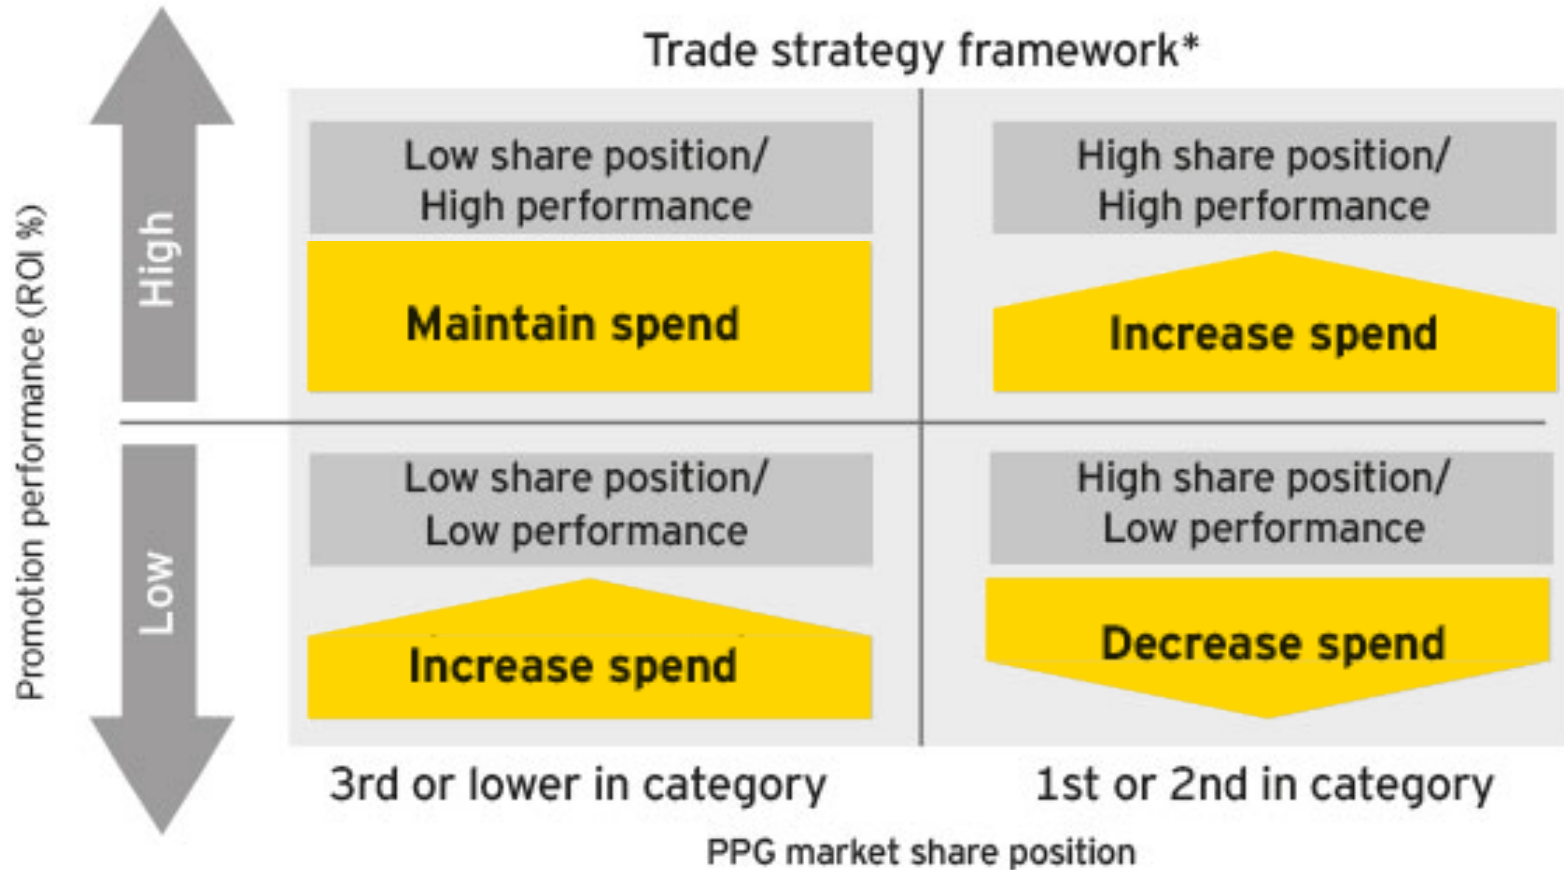 Trade strategy framework*
Promotion performance (ROI %)
High
Low
Low share position/
High performance
Maintain spend
High share position/
High performance
Increase spend
Low share position/
Low performance
Increase spend
High share position/
Low performance
Decrease spend
3rd or lower in category
1st or 2nd in category
PPG market share position